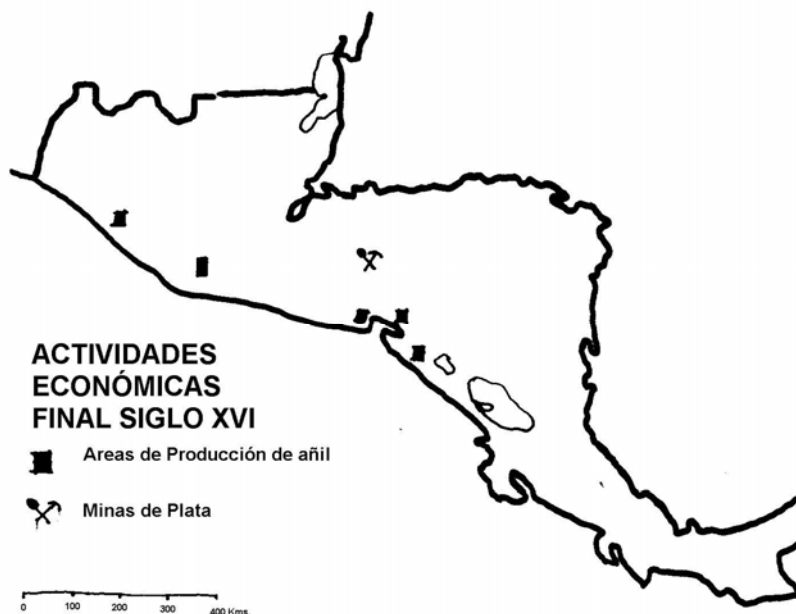 ACTIVIDADES
ECONÓMICAS
FINAL SIGLO XVI
Areas de Producción de añil
Minas de Plata
0 100 200 300 400 Kms